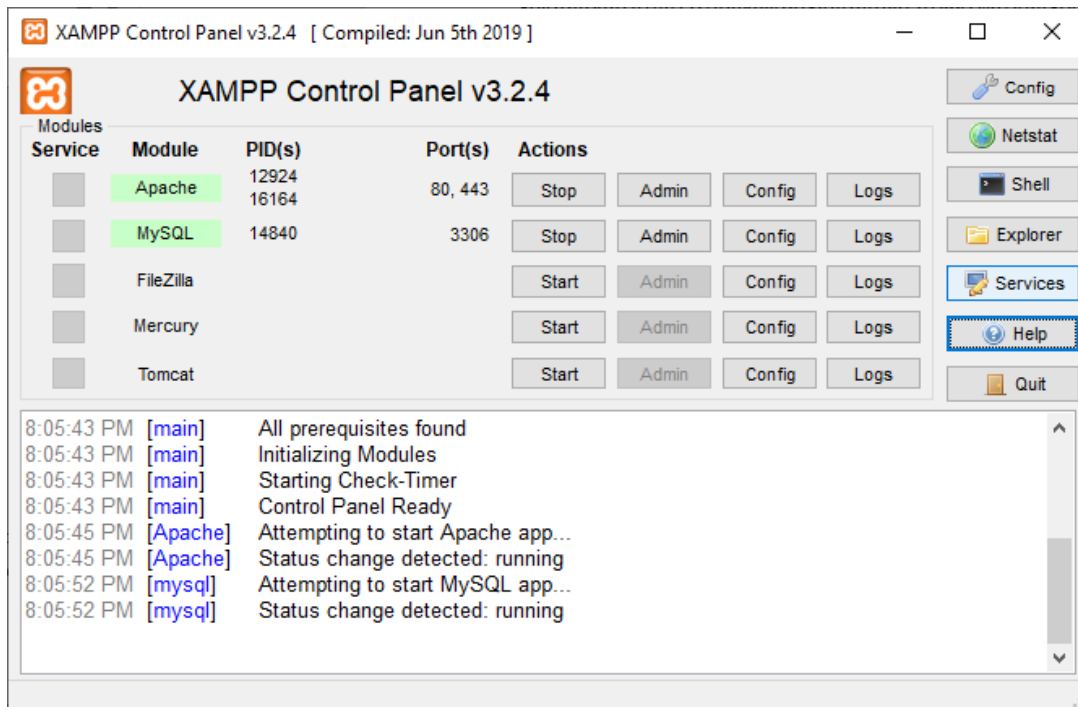 XAMPP Control Panel v3.2.4 [ Compiled: Jun 5th 2019 ]
XAMPP Control Panel v3.2.4
Config
Netstat
Shell
Explorer
Services
Help
Quit
Modules
Service Module PID(s) Port(s) Actions
Apache 12924 16164 80, 443 Stop Admin Config Logs
MySQL 14840 3306 Stop Admin Config Logs
FileZilla Start Admin Config Logs
Mercury Start Admin Config Logs
Tomcat Start Admin Config Logs
8:05:43 PM [main] All prerequisites found
8:05:43 PM [main] Initializing Modules
8:05:43 PM [main] Starting Check-Timer
8:05:43 PM [main] Control Panel Ready
8:05:45 PM [Apache] Attempting to start Apache app...
8:05:45 PM [Apache] Status change detected: running
8:05:52 PM [mysql] Attempting to start MySQL app...
8:05:52 PM [mysql] Status change detected: running